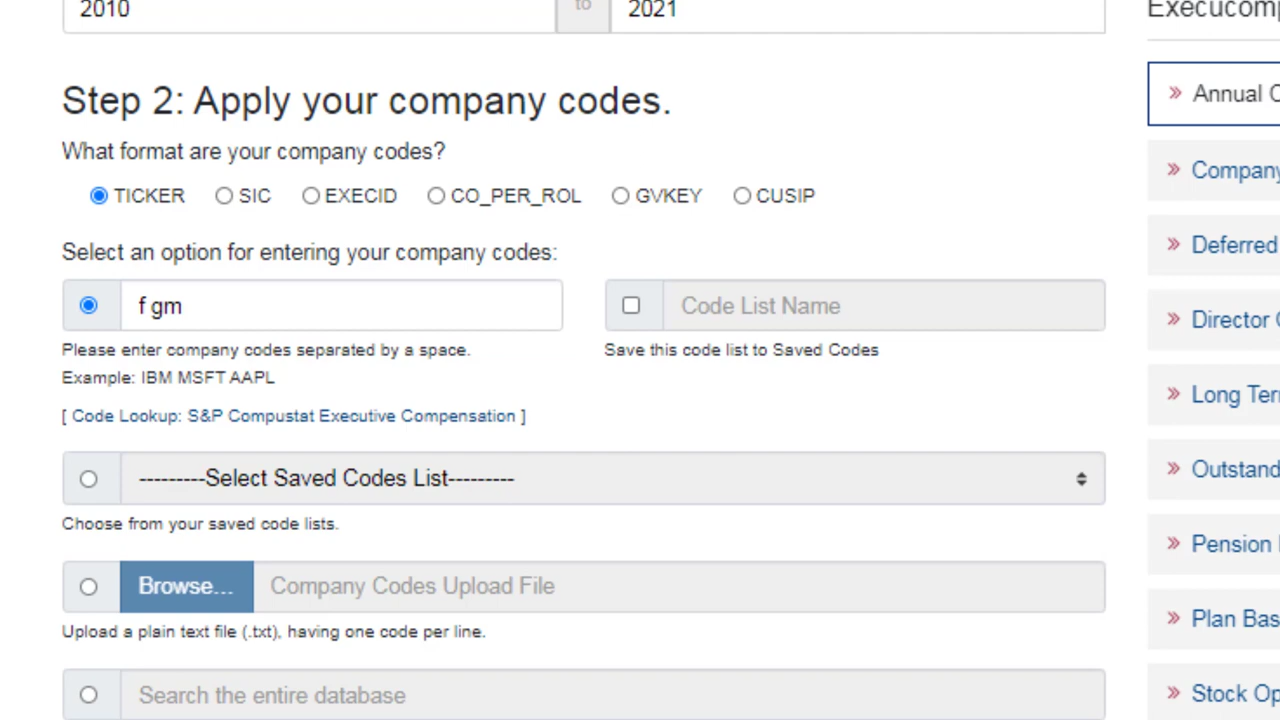 2010 to 2021
Execucomp
Step 2: Apply your company codes.
What format are your company codes?
TICKER SIC EXECID CO_PER_ROL GVKEY CUSIP
Select an option for entering your company codes:
f gm
Code List Name
Please enter company codes separated by a space.
Example: IBM MSFT AAPL
Save this code list to Saved Codes
[ Code Lookup: S&P Compustat Executive Compensation ]
---------Select Saved Codes List---------
Choose from your saved code lists.
Browse... Company Codes Upload File
Upload a plain text file (.txt), having one code per line.
Search the entire database
» Annual
» Company
» Deferred
» Director
» Long
» Pension
» Plan
» Stock